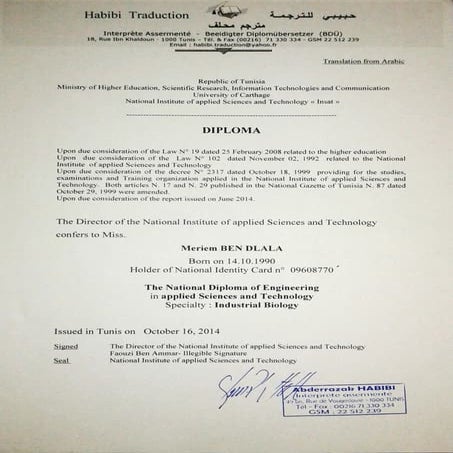 Habibi Traduction حبيبي للترجمة
مترجم محلف
Interprète Assermenté - Beeidigter Diplomübersetzer (BDÜ)
18, Rue Ibn Khaldoun - 1000 Tunis - Tél. & Fax (00216) 71 330 334 - GSM 22 512 239
Email : habibi.traduction@yahoo.fr
Translation from Arabic
Republic of Tunisia
Ministry of Higher Education, Scientific Research, Information Technologies and Communication
University of Carthage
National Institute of applied Sciences and Technology « Insat »
DIPLOMA
Upon due consideration of the Law N° 19 dated 25 February 2008 related to the higher education
Upon due consideration of the Law N° 102 dated November 02, 1992 related to the National
Institute of applied Sciences and Technology
Upon due consideration of the decree N° 2317 dated October 18, 1999 providing for the studies,
examinations and Training organization applied in the National Institute of applied Sciences and
Technology. Both articles N. 17 and N. 29 published in the National Gazette of Tunisia N. 87 dated
October 29, 1999 were amended.
Upon due consideration of the report issued on June 2014.
The Director of the National Institute of applied Sciences and Technology
confers to Miss.
Meriem BEN DLALA
Born on 14.10.1990
Holder of National Identity Card n° 09608770
The National Diploma of Engineering
in applied Sciences and Technology
Specialty : Industrial Biology
Issued in Tunis on October 16, 2014
Signed The Director of the National Institute of applied Sciences and Technology
Faouzi Ben Ammar- Illegible Signature
Seal National Institute of applied Sciences and Technology
Abderrazak HABIBI
Interprète assermenté
Rue de Yougoslavie - 1000 TUNIS
Tél - Fax : 00216 71 330 334
GSM : 22 512 239